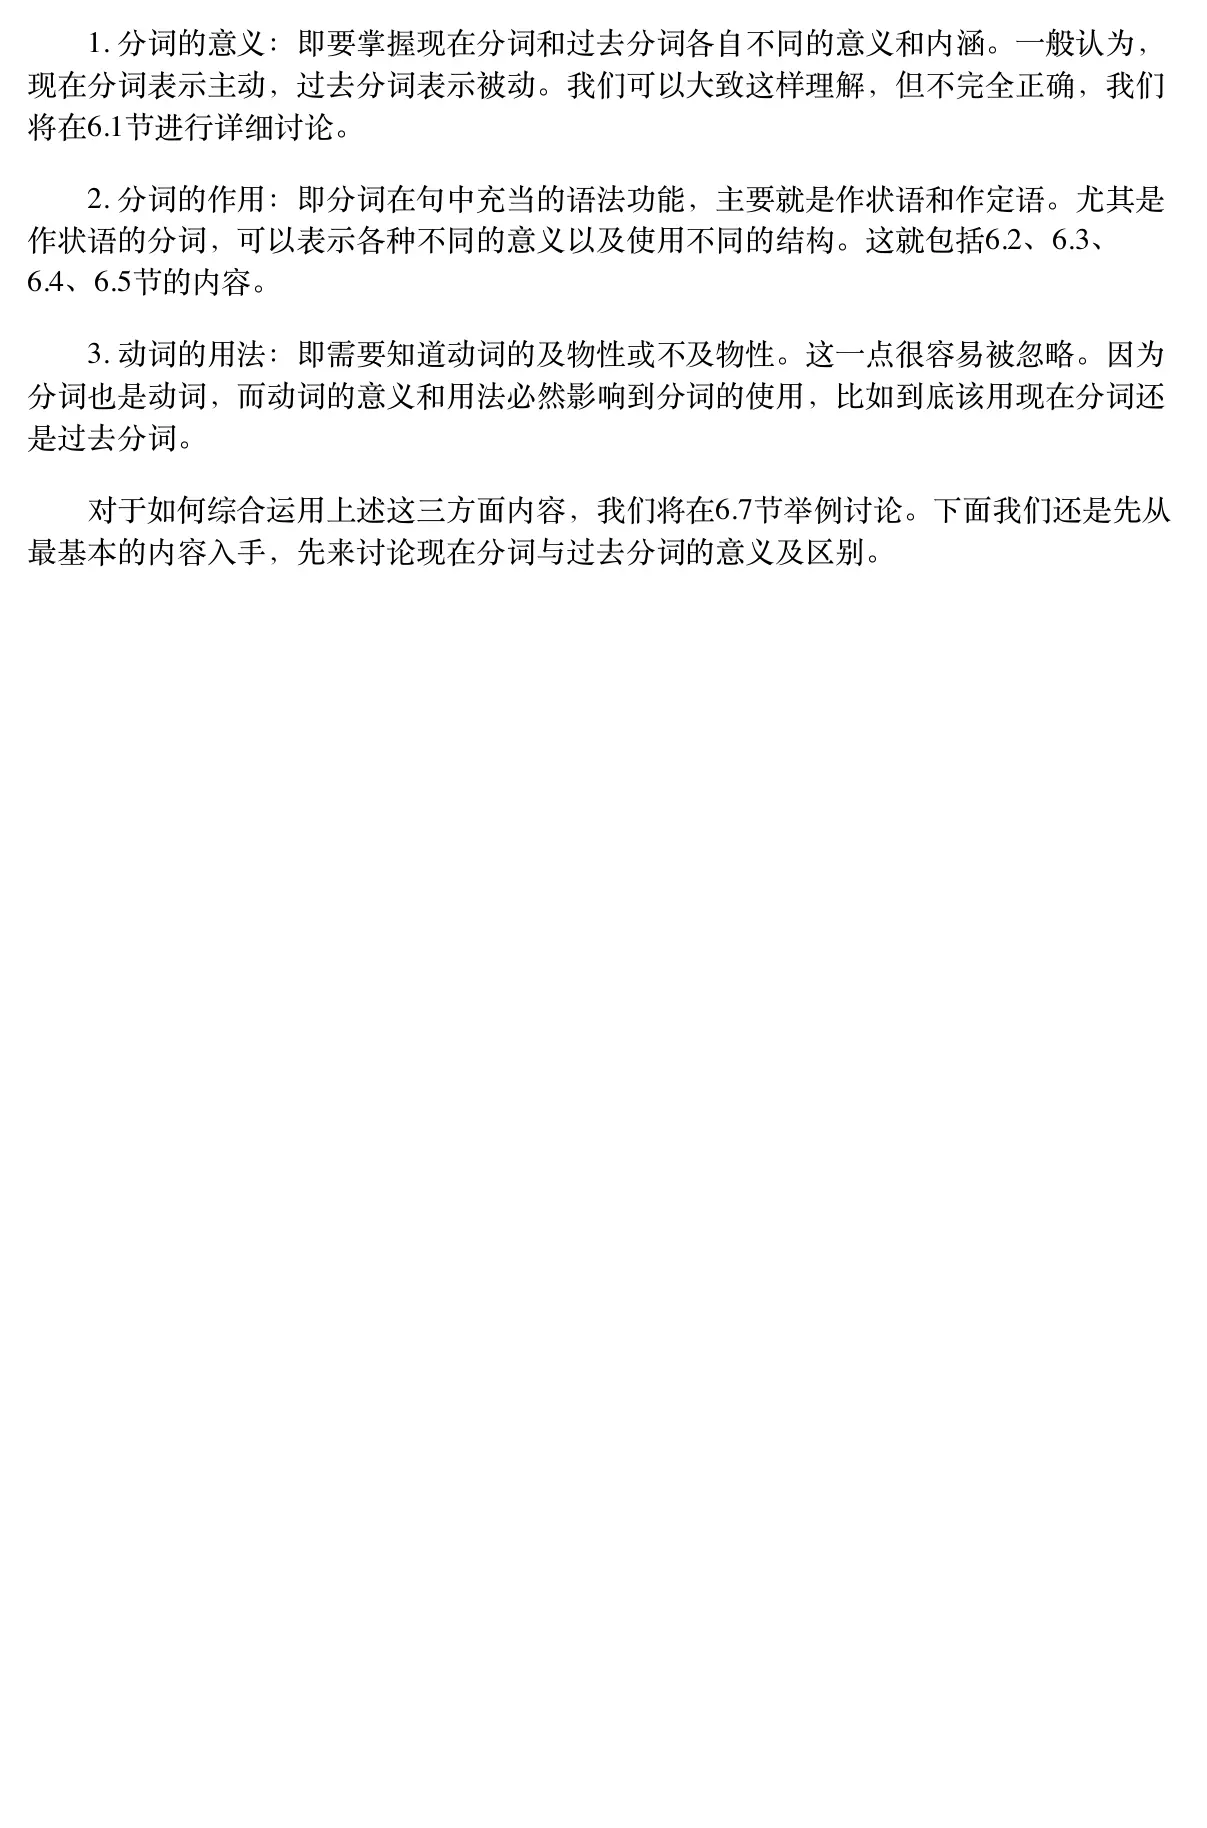 1. 分词的意义：即要掌握现在分词和过去分词各自不同的意义和内涵。一般认为，
现在分词表示主动，过去分词表示被动。我们可以大致这样理解，但不完全正确，我们
将在6.1节进行详细讨论。
2. 分词的作用：即分词在句中充当的语法功能，主要就是作状语和作定语。尤其是
作状语的分词，可以表示各种不同的意义以及使用不同的结构。这就包括6.2、6.3、
6.4、6.5节的内容。
3. 动词的用法：即需要知道动词的及物性或不及物性。这一点很容易被忽略。因为
分词也是动词，而动词的意义和用法必然影响到分词的使用，比如到底该用现在分词还
是过去分词。
对于如何综合运用上述这三方面内容，我们将在6.7节举例讨论。下面我们还是先从
最基本的内容入手，先来讨论现在分词与过去分词的意义及区别。